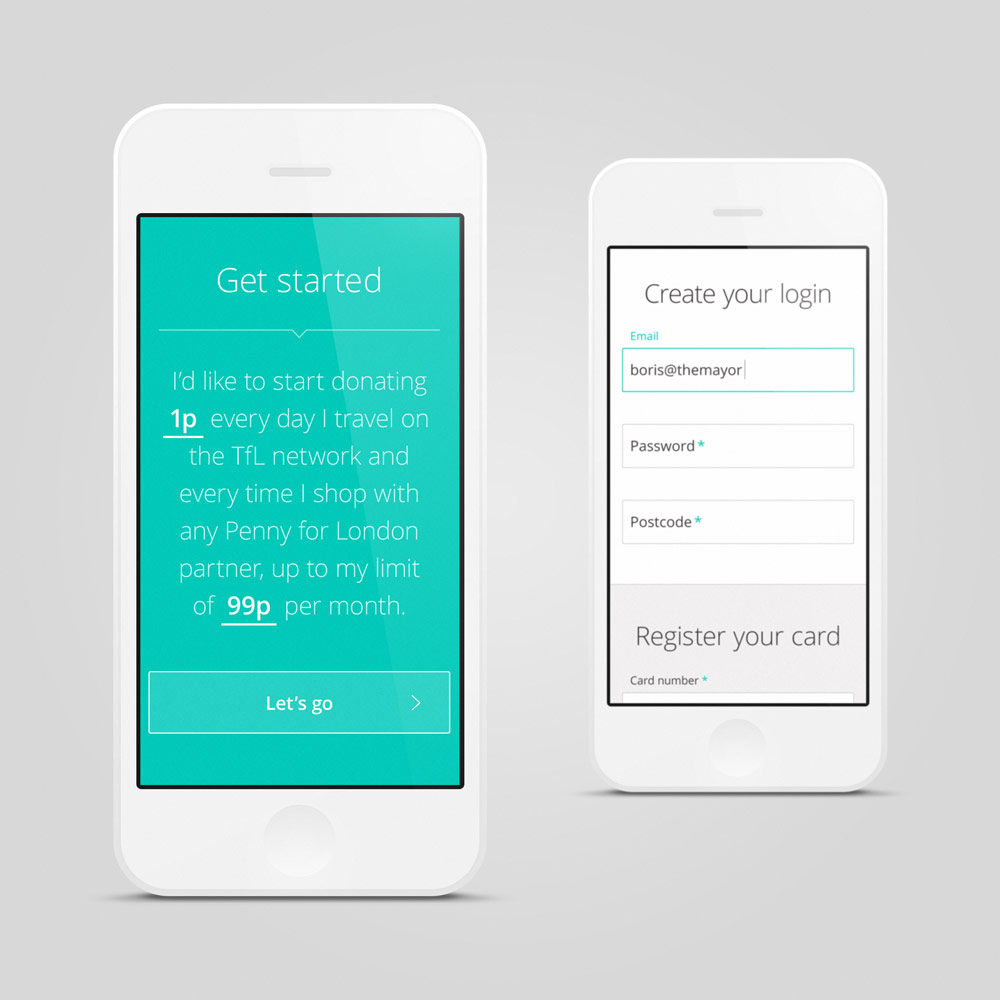 Get started
I’d like to start donating
1p every day I travel on
the TfL network and
every time I shop with
any Penny for London
partner, up to my limit
of 99p per month.
Let’s go
Create your login
Email
boris@themayor
Password *
Postcode *
Register your card
Card number *